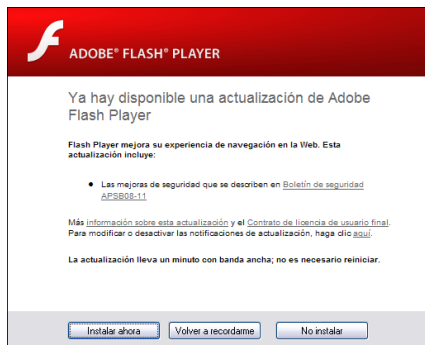 ADOBE® FLASH® PLAYER
Ya hay disponible una actualización de Adobe
Flash Player
Flash Player mejora su experiencia de navegación en la Web. Esta
actualización incluye:
● Las mejoras de seguridad que se describen en Boletín de seguridad
APSB08-11
Más información sobre esta actualización y el Contrato de licencia de usuario final.
Para modificar o desactivar las notificaciones de actualización, haga clic aquí.
La actualización lleva un minuto con banda ancha; no es necesario reiniciar.
Instalar ahora Volver a recordarme No instalar